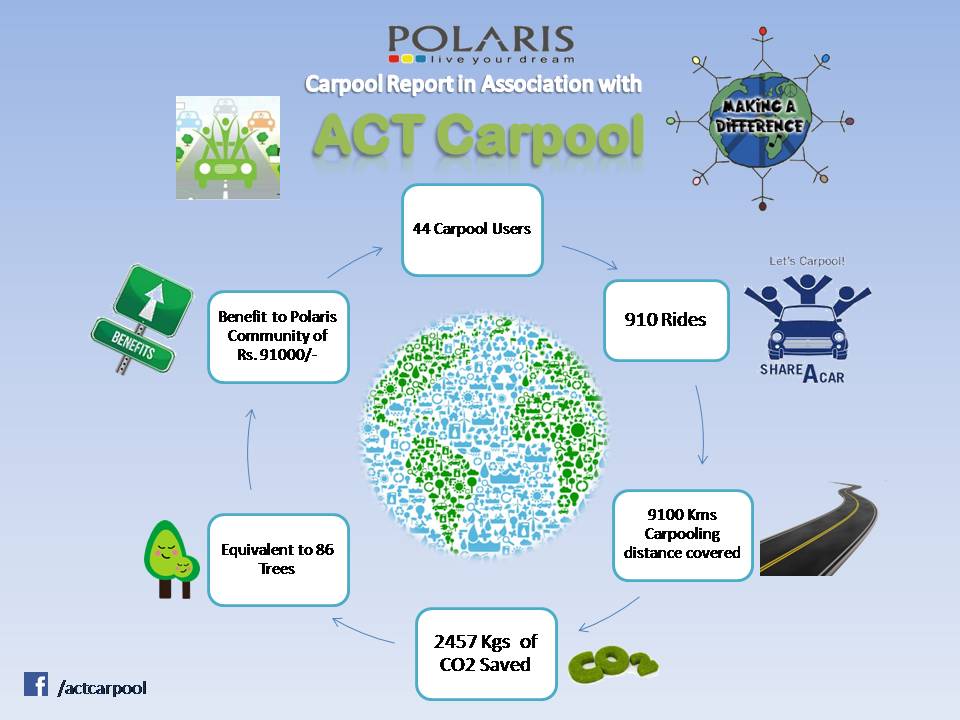 POLARIS
live your dream
Carpool Report in Association with
ACT Carpool
MAKING A
DIFFERENCE
44 Carpool Users
910 Rides
Let's Carpool!
SHARE A CAR
9100 Kms
Carpooling
distance covered
2457 Kgs of
CO2 Saved
CO2
Equivalent to 86
Trees
Benefit to Polaris
Community of
Rs. 91000/-
BENEFITS
f /actcarpool